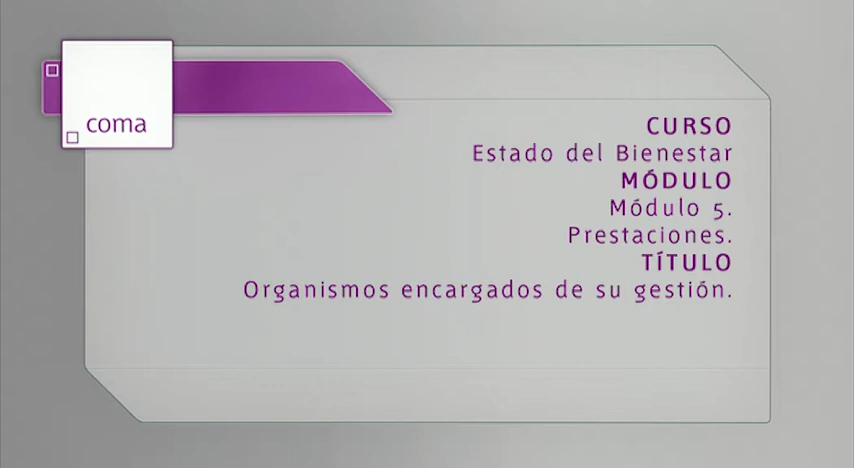 coma
CURSO
Estado del Bienestar
MÓDULO
Módulo 5.
Prestaciones.
TÍTULO
Organismos encargados de su gestión.